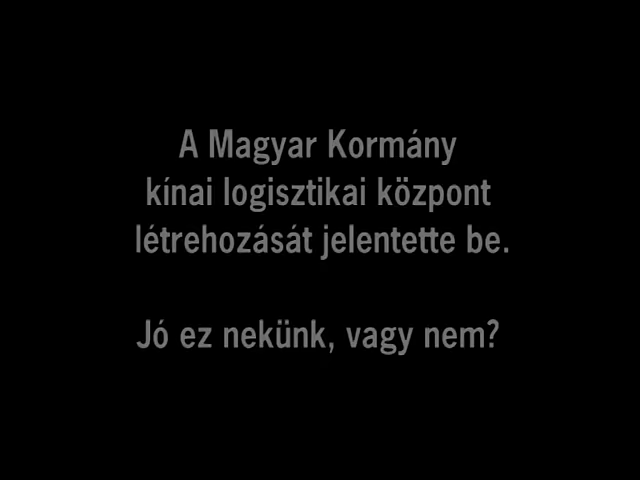 A Magyar Kormány
kínai logisztikai központ
létrehozását jelentette be.
Jó ez nekünk, vagy nem?